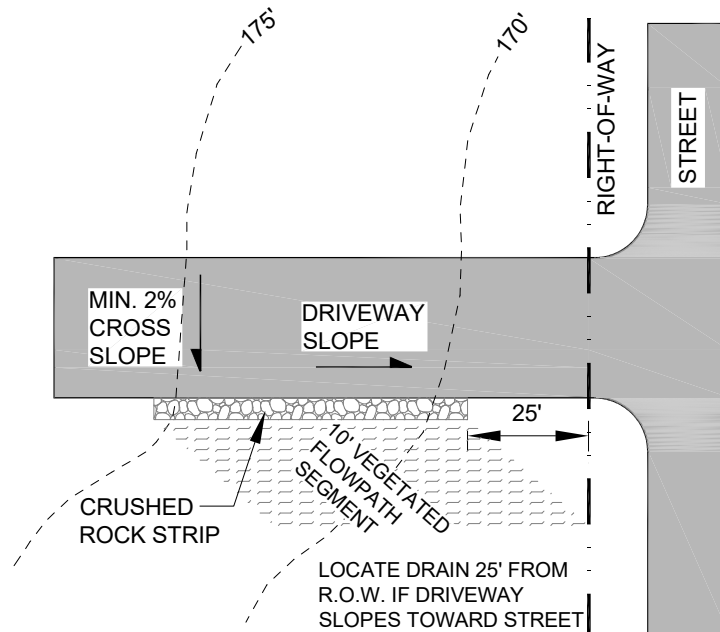 175'
170'
RIGHT-OF-WAY
STREET
MIN. 2%
CROSS
SLOPE
DRIVEWAY
SLOPE
25'
10' VEGETATED
FLOWPATH
SEGMENT
CRUSHED
ROCK STRIP
LOCATE DRAIN 25' FROM
R.O.W. IF DRIVEWAY
SLOPES TOWARD STREET